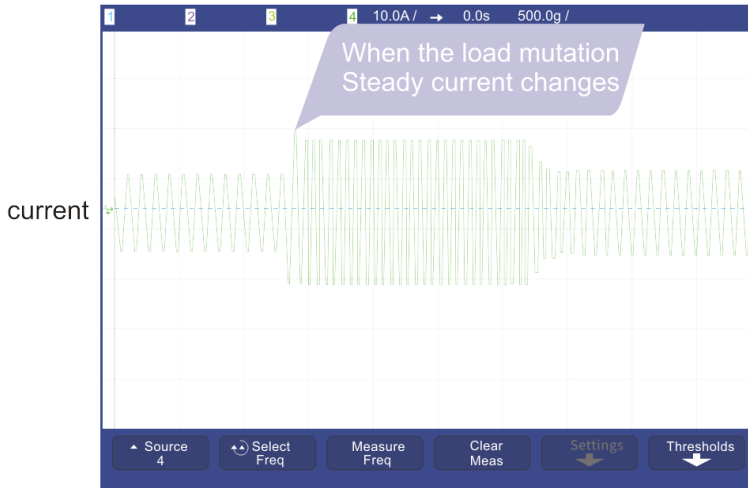 1 2 3 4 10.0A / → 0.0s 500.0g /
When the load mutation
Steady current changes
current
Source
4
Select
Freq
Measure
Freq
Clear
Meas
Settings
Thresholds